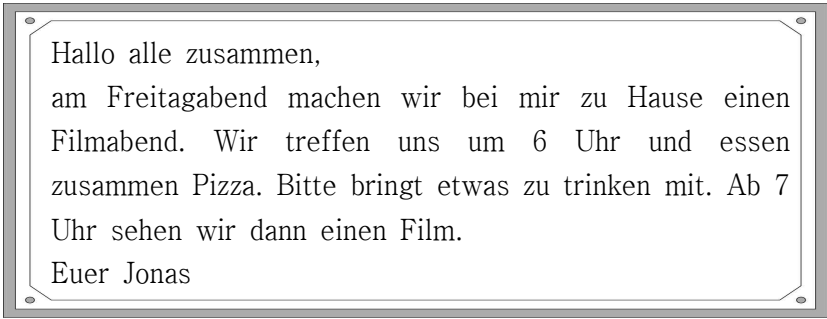 Hallo alle zusammen,
am Freitagabend machen wir bei mir zu Hause einen
Filmabend. Wir treffen uns um 6 Uhr und essen
zusammen Pizza. Bitte bringt etwas zu trinken mit. Ab 7
Uhr sehen wir dann einen Film.
Euer Jonas